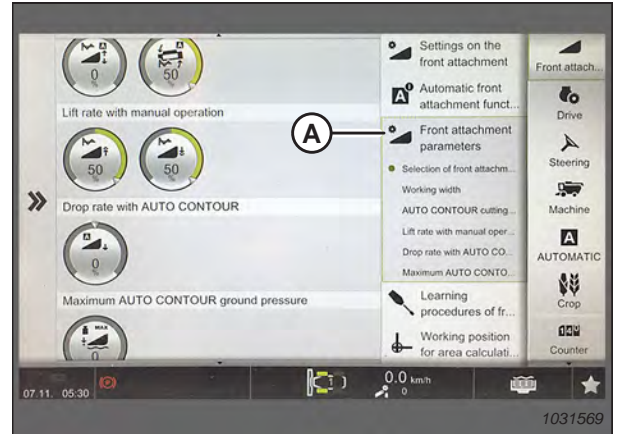 0
%
50
%
Lift rate with manual operation
50
%
50
%
Drop rate with AUTO CONTOUR
0
%
Maximum AUTO CONTOUR ground pressure
MAX
0
Settings on the
front attachment
Automatic front
attachment funct...
A
Front attachment
parameters
Selection of front attachm...
Working width
AUTO CONTOUR cutting...
Lift rate with manual oper...
Drop rate with AUTO CO...
Maximum AUTO CONTO...
Learning
procedures of fr...
Working position
for area calculati...
Front attach...
Drive
Steering
Machine
A
AUTOMATIC
Crop
Counter
07.11. 05:30
0.0 km/h
0
1031569